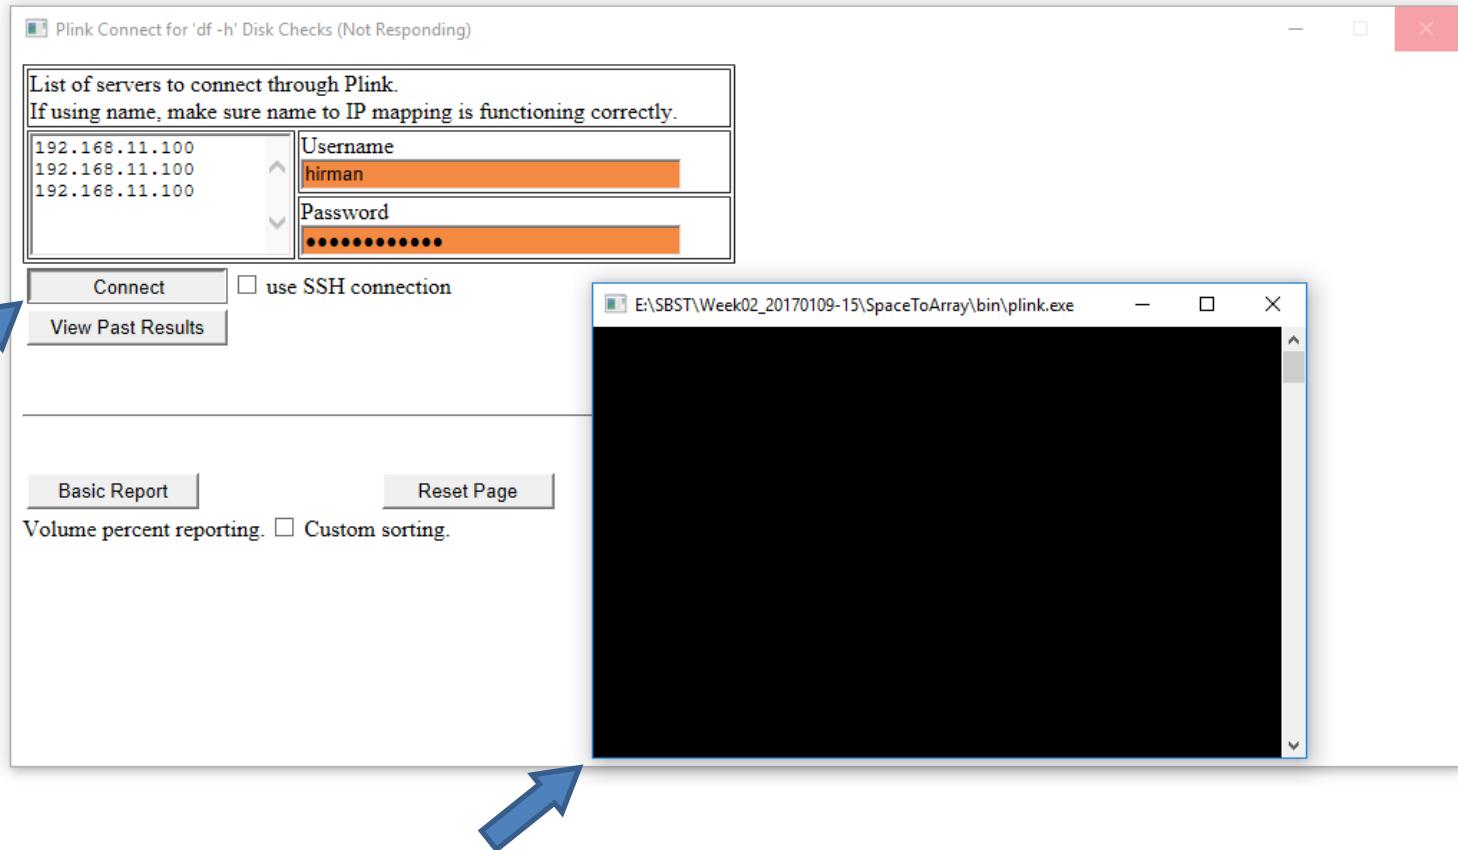 Plink Connect for 'df -h' Disk Checks (Not Responding)
List of servers to connect through Plink.
If using name, make sure name to IP mapping is functioning correctly.
192.168.11.100
192.168.11.100
192.168.11.100
Username
hirman
Password
●●●●●●●●●●●●
Connect
use SSH connection
View Past Results
E:\SBST\Week02_20170109-15\SpaceToArray\bin\plink.exe
Basic Report
Reset Page
Volume percent reporting.
Custom sorting.